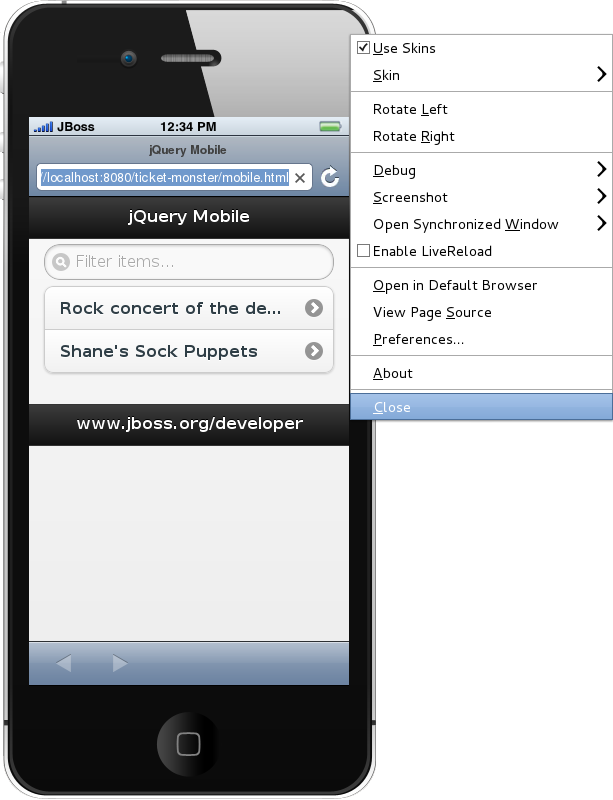 JBoss 12:34 PM
jQuery Mobile
//localhost:8080/ticket-monster/mobile.html
jQuery Mobile
Filter items...
Rock concert of the de...
Shane's Sock Puppets
www.jboss.org/developer
Use Skins
Skin
Rotate Left
Rotate Right
Debug
Screenshot
Open Synchronized Window
Enable LiveReload
Open in Default Browser
View Page Source
Preferences...
About
Close